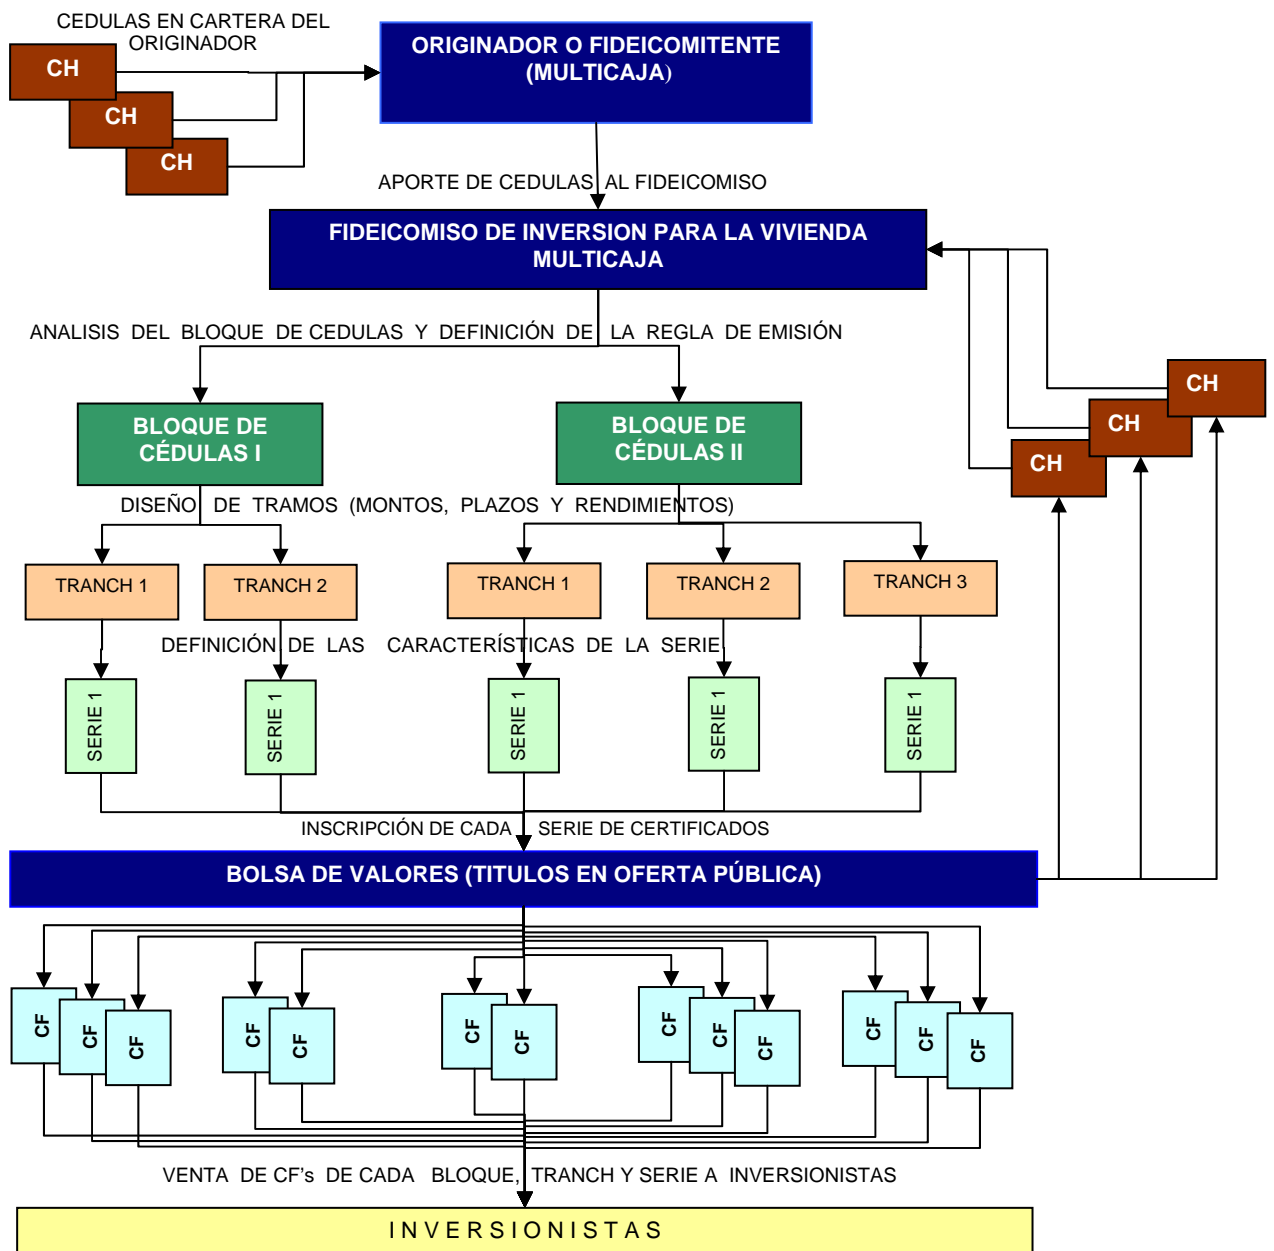 CEDULAS EN CARTERA DEL
ORIGINADOR
ORIGINADOR O FIDEICOMITENTE
(MULTICAJA)
CH
CH
CH
APORTE DE CEDULAS AL FIDEICOMISO
FIDEICOMISO DE INVERSION PARA LA VIVIENDA
MULTICAJA
ANALISIS DEL BLOQUE DE CEDULAS Y DEFINICIÓN DE LA REGLA DE EMISIÓN
CH
CH
CH
BLOQUE DE
CÉDULAS I
BLOQUE DE
CÉDULAS II
DISEÑO DE TRAMOS (MONTOS, PLAZOS Y RENDIMIENTOS)
TRANCH 1
TRANCH 2
TRANCH 1
TRANCH 2
TRANCH 3
DEFINICIÓN DE LAS CARACTERÍSTICAS DE LA SERIE
SERIE 1
SERIE 1
SERIE 1
SERIE 1
SERIE 1
INSCRIPCIÓN DE CADA SERIE DE CERTIFICADOS
BOLSA DE VALORES (TITULOS EN OFERTA PÚBLICA)
CF
CF
CF
CF
CF
CF
CF
CF
CF
CF
CF
CF
CF
VENTA DE CF's DE CADA BLOQUE, TRANCH Y SERIE A INVERSIONISTAS
INVERSIONISTAS